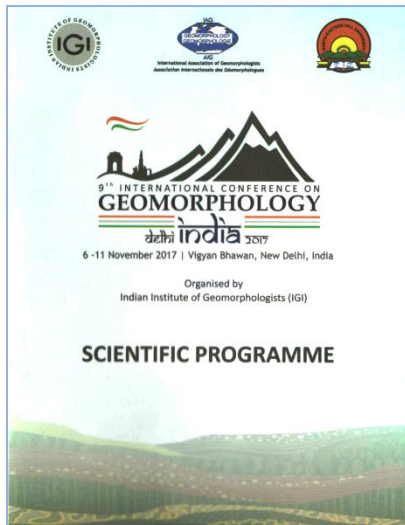 INDIAN INSTITUTE OF GEOMORPHOLOGISTS
IGI
IAG
GEOMORPHOLOGY
GEOMORPHOLOGIE
AIG
International Association of Geomorphologists
Association Internationale des Géomorphologues
9th INTERNATIONAL CONFERENCE ON
GEOMORPHOLOGY
delhi india 2017
6 -11 November 2017 | Vigyan Bhawan, New Delhi, India
Organised by
Indian Institute of Geomorphologists (IGI)
SCIENTIFIC PROGRAMME